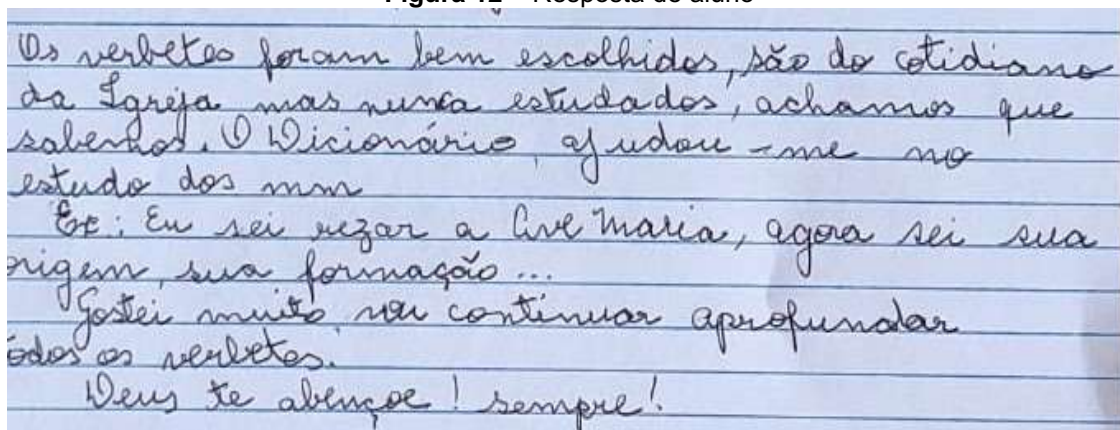 Figura 12 – Resposta do aluno
Os verbetes foram bem escolhidos, são do cotidiano
da Igreja mas nunca estudados, achamos que
sabemos. O Dicionário ajudou-me no
estudo dos mm
Ex: Eu sei rezar a Ave Maria, agora sei sua
origem, sua formação...
Gostei muito vou continuar aprofundar
odos os verbetes.
Deus te abençoe! sempre!